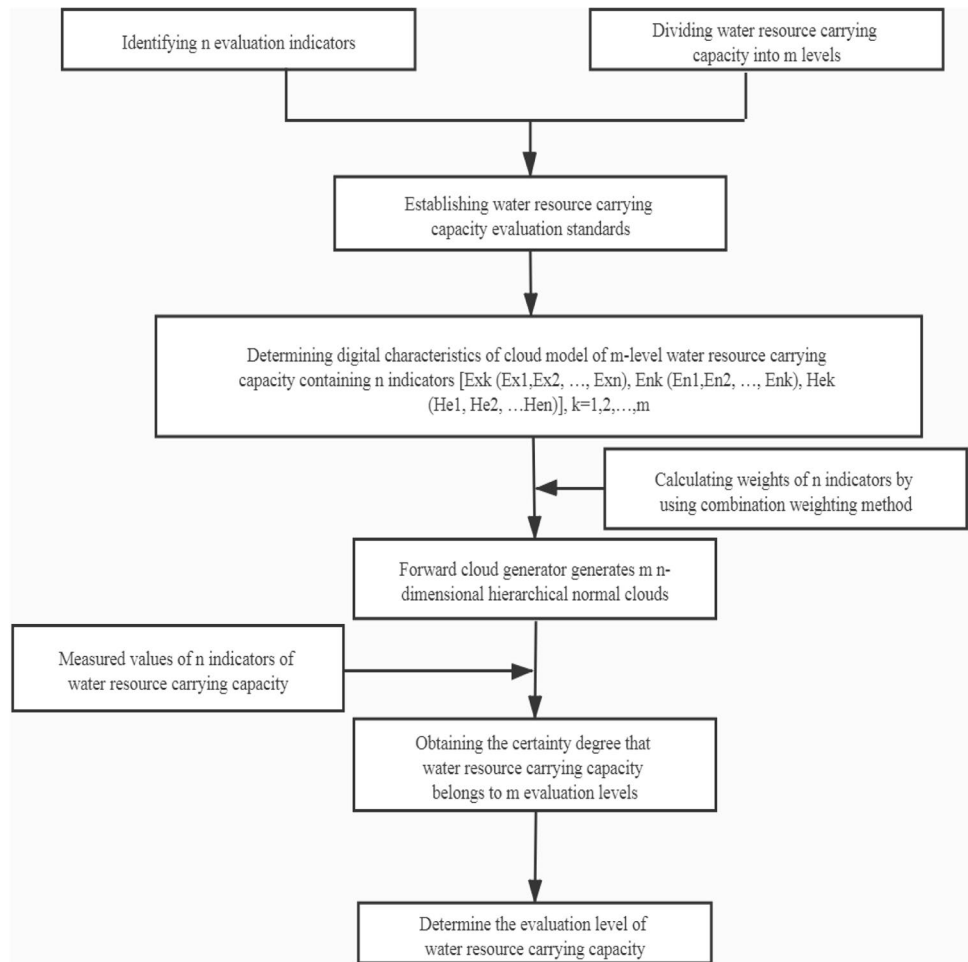 Identifying n evaluation indicators
Dividing water resource carrying
capacity into m levels
Establishing water resource carrying
capacity evaluation standards
Determining digital characteristics of cloud model of m-level water resource carrying
capacity containing n indicators [Exk (Ex1,Ex2, …, Exn), Enk (En1,En2, …, Enk), Hek
(He1, He2, …Hen)], k=1,2,…,m
Calculating weights of n indicators by
using combination weighting method
Forward cloud generator generates m n-
dimensional hierarchical normal clouds
Measured values of n indicators of
water resource carrying capacity
Obtaining the certainty degree that
water resource carrying capacity
belongs to m evaluation levels
Determine the evaluation level of
water resource carrying capacity